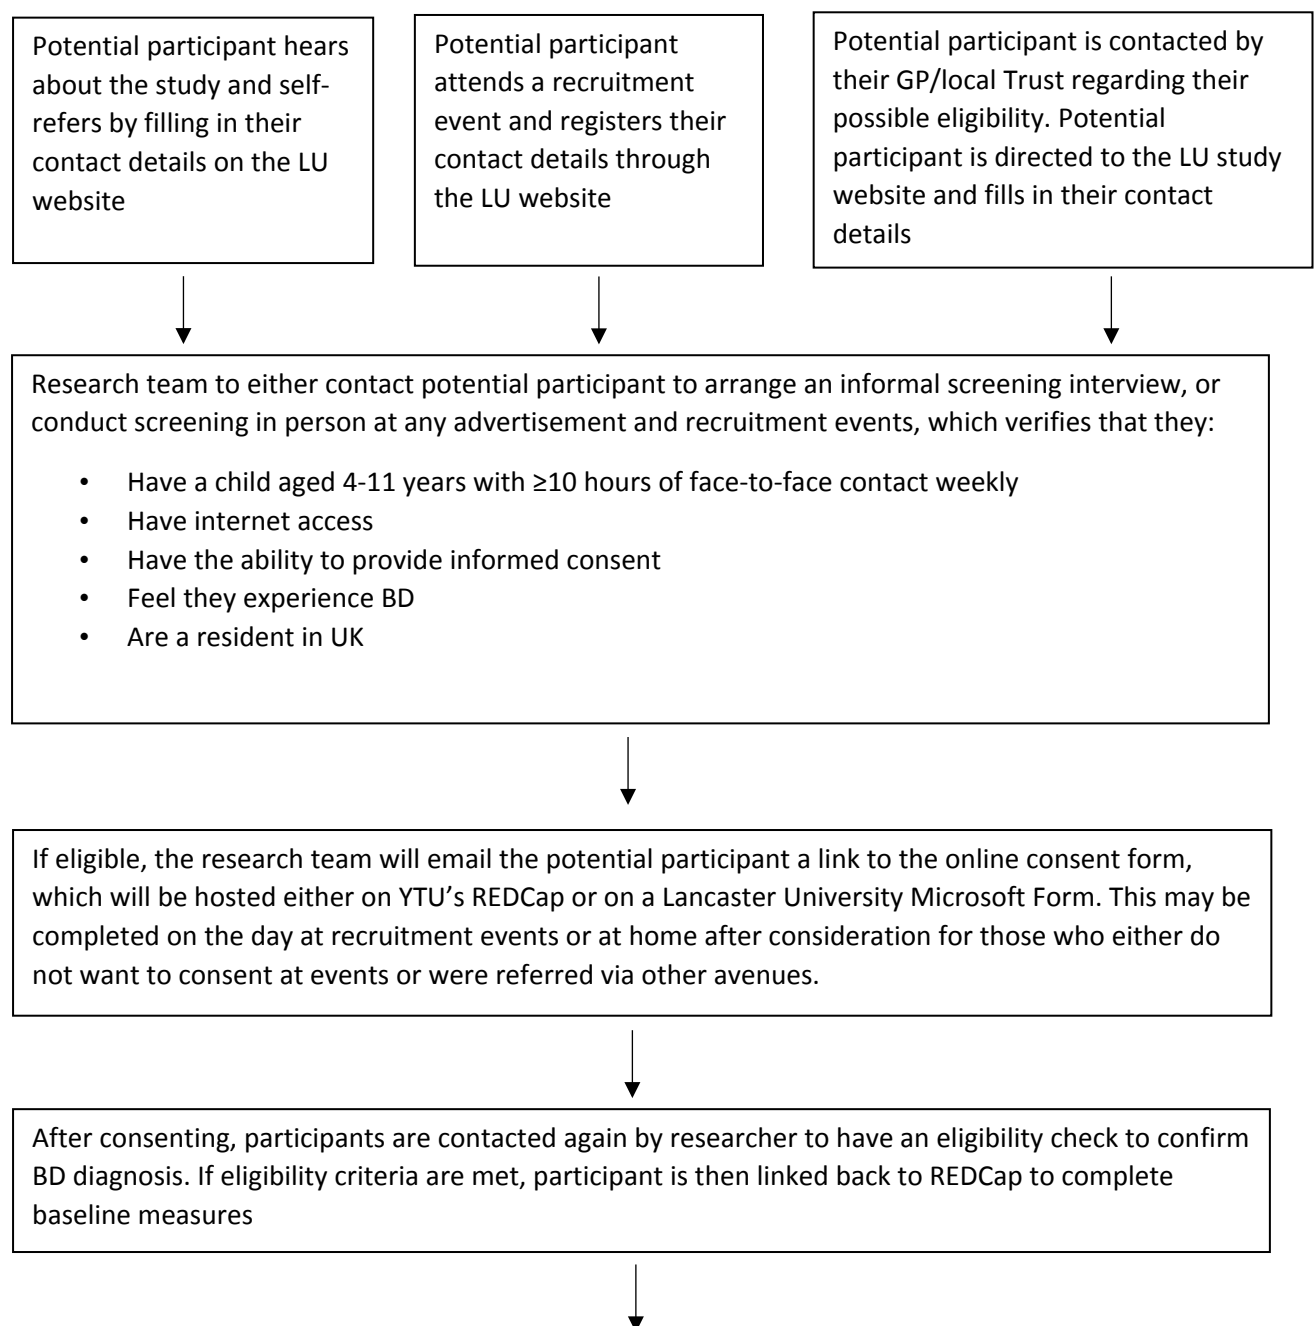 Potential participant hears
about the study and self-
refers by filling in their
contact details on the LU
website
Potential participant
attends a recruitment
event and registers their
contact details through
the LU website
Potential participant is contacted by
their GP/local Trust regarding their
possible eligibility. Potential
participant is directed to the LU study
website and fills in their contact
details
Research team to either contact potential participant to arrange an informal screening interview, or
conduct screening in person at any advertisement and recruitment events, which verifies that they:
• Have a child aged 4-11 years with ≥10 hours of face-to-face contact weekly
• Have internet access
• Have the ability to provide informed consent
• Feel they experience BD
• Are a resident in UK
If eligible, the research team will email the potential participant a link to the online consent form,
which will be hosted either on YTU's REDCap or on a Lancaster University Microsoft Form. This may be
completed on the day at recruitment events or at home after consideration for those who either do
not want to consent at events or were referred via other avenues.
After consenting, participants are contacted again by researcher to have an eligibility check to confirm
BD diagnosis. If eligibility criteria are met, participant is then linked back to REDCap to complete
baseline measures